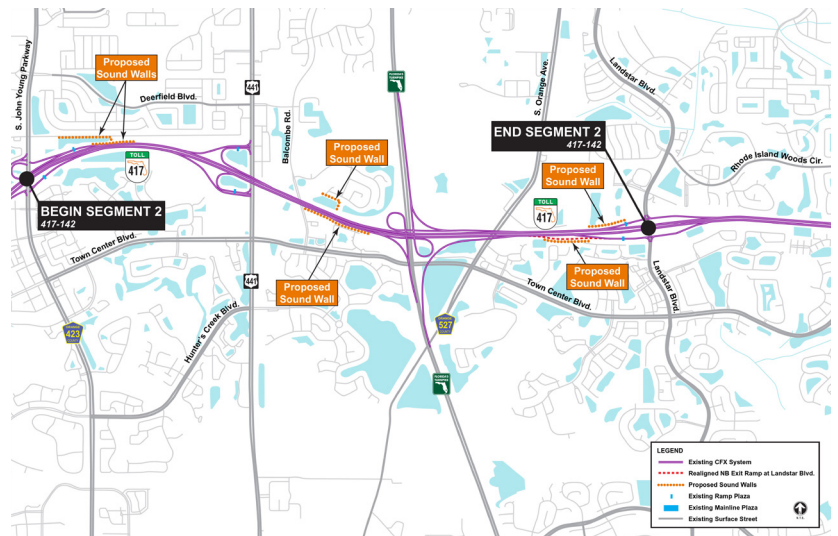 S. John Young Parkway
Proposed
Sound Walls
Deerfield Blvd.
441
Balcombe Rd.
FLORIDA'S
TURNPIKE
S. Orange Ave.
Landstar Blvd.
END SEGMENT 2
417-142
Rhode Island Woods Cir.
Proposed
Sound Wall
TOLL
417
Proposed
Sound Wall
TOLL
417
BEGIN SEGMENT 2
417-142
Town Center Blvd.
441
Proposed
Sound Wall
Proposed
Sound Wall
Town Center Blvd.
Landstar Blvd.
423
Hunter's Creek Blvd.
527
FLORIDA'S
TURNPIKE
LEGEND
Existing CFX System
Realigned NB Exit Ramp at Landstar Blvd.
Proposed Sound Walls
Existing Ramp Plaza
Existing Mainline Plaza
Existing Surface Street
N.T.S.